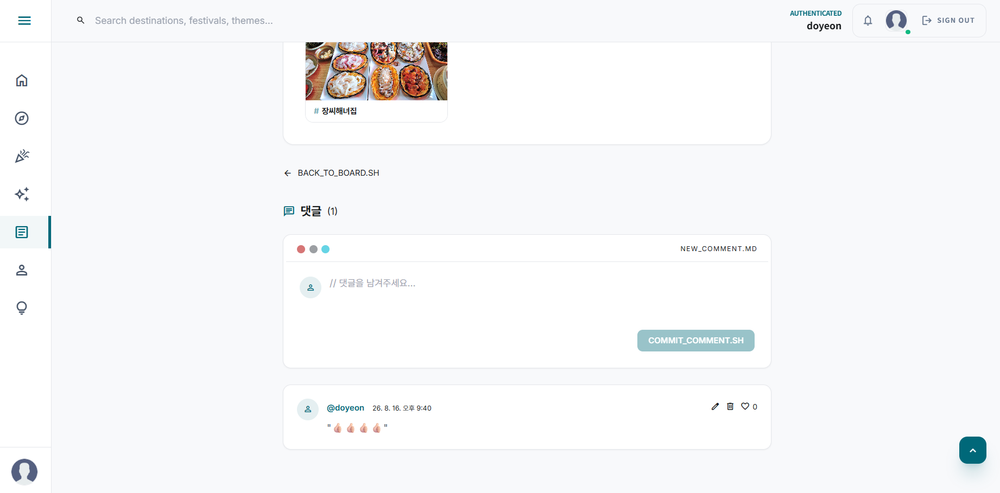 Search destinations, festivals, themes...
AUTHENTICATED
doyeon
SIGN OUT
# 장씨해녀집
BACK_TO_BOARD.SH
댓글 (1)
NEW_COMMENT.MD
// 댓글을 남겨주세요...
COMMIT_COMMENT.SH
@doyeon 26. 8. 16. 오후 9:40
0
"👍🏻👍🏻👍🏻👍🏻"